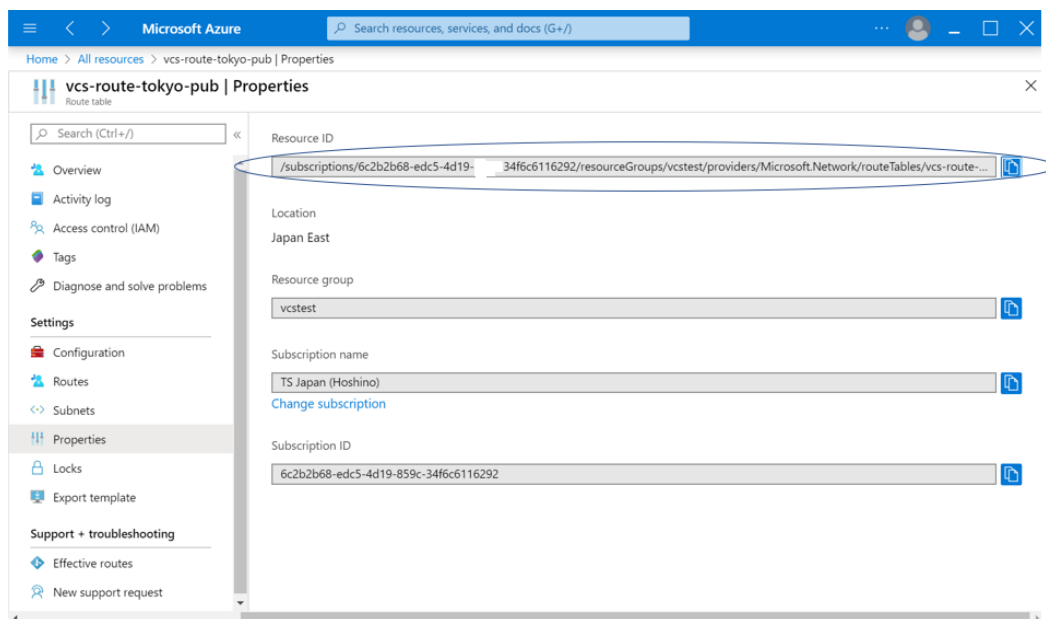 Microsoft Azure
Search resources, services, and docs (G+/)
Home > All resources > vcs-route-tokyo-pub | Properties
vcs-route-tokyo-pub | Properties
Route table
Search (Ctrl+/)
Overview
Activity log
Access control (IAM)
Tags
Diagnose and solve problems
Settings
Configuration
Routes
Subnets
Properties
Locks
Export template
Support + troubleshooting
Effective routes
New support request
Resource ID
/subscriptions/6c2b2b68-edc5-4d19- 34f6c6116292/resourceGroups/vcstest/providers/Microsoft.Network/routeTables/vcs-route-...
Location
Japan East
Resource group
vcstest
Subscription name
TS Japan (Hoshino)
Change subscription
Subscription ID
6c2b2b68-edc5-4d19-859c-34f6c6116292